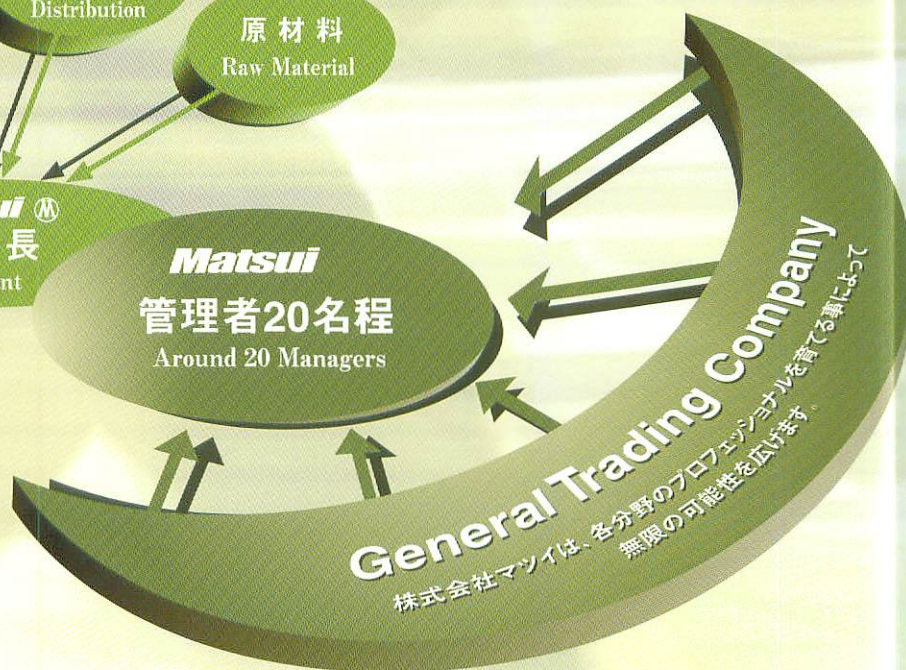 Distribution
原材料
Raw Material
長
Matsui
管理者20名程
Around 20 Managers
General Trading Company
株式会社マツイは、各分野のプロフェッショナルを育てる事によって
無限の可能性を広げます。